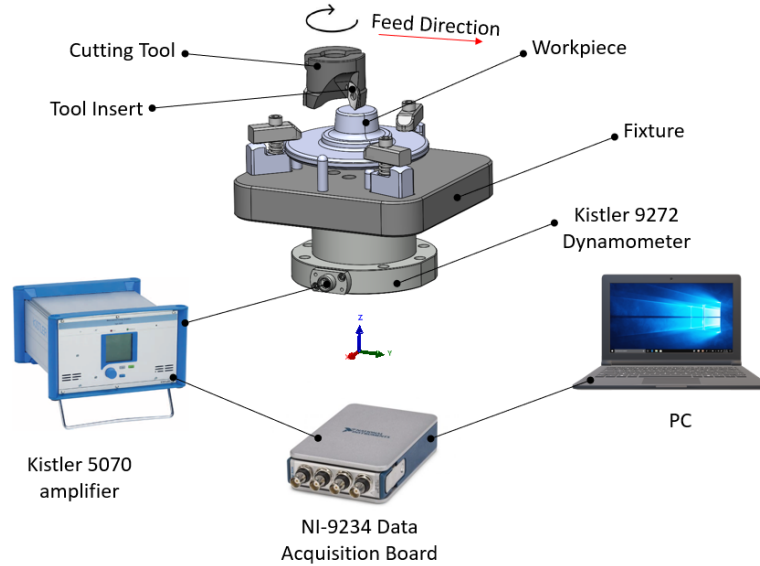 Feed Direction
Cutting Tool
Workpiece
Tool Insert
Fixture
Kistler 9272
Dynamometer
Z
X
Y
PC
Kistler 5070
amplifier
NI-9234 Data
Acquisition Board